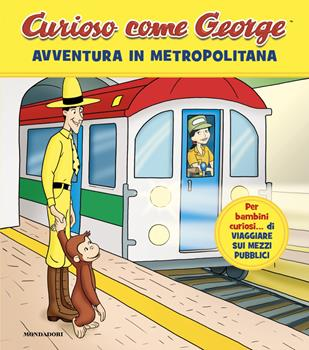 Curioso come George™
AVVENTURA IN METROPOLITANA
Per
bambini
curiosi... di
VIAGGIARE
SUI MEZZI
PUBBLICI
MONDADORI